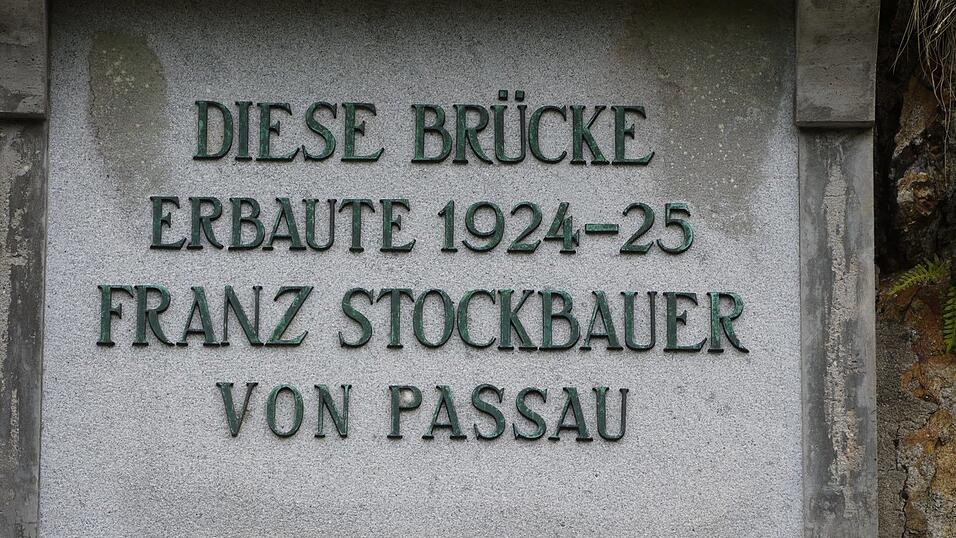 DIESE BRÜCKE
ERBAUTE 1924-25
FRANZ STOCKBAUER
VON PASSAU